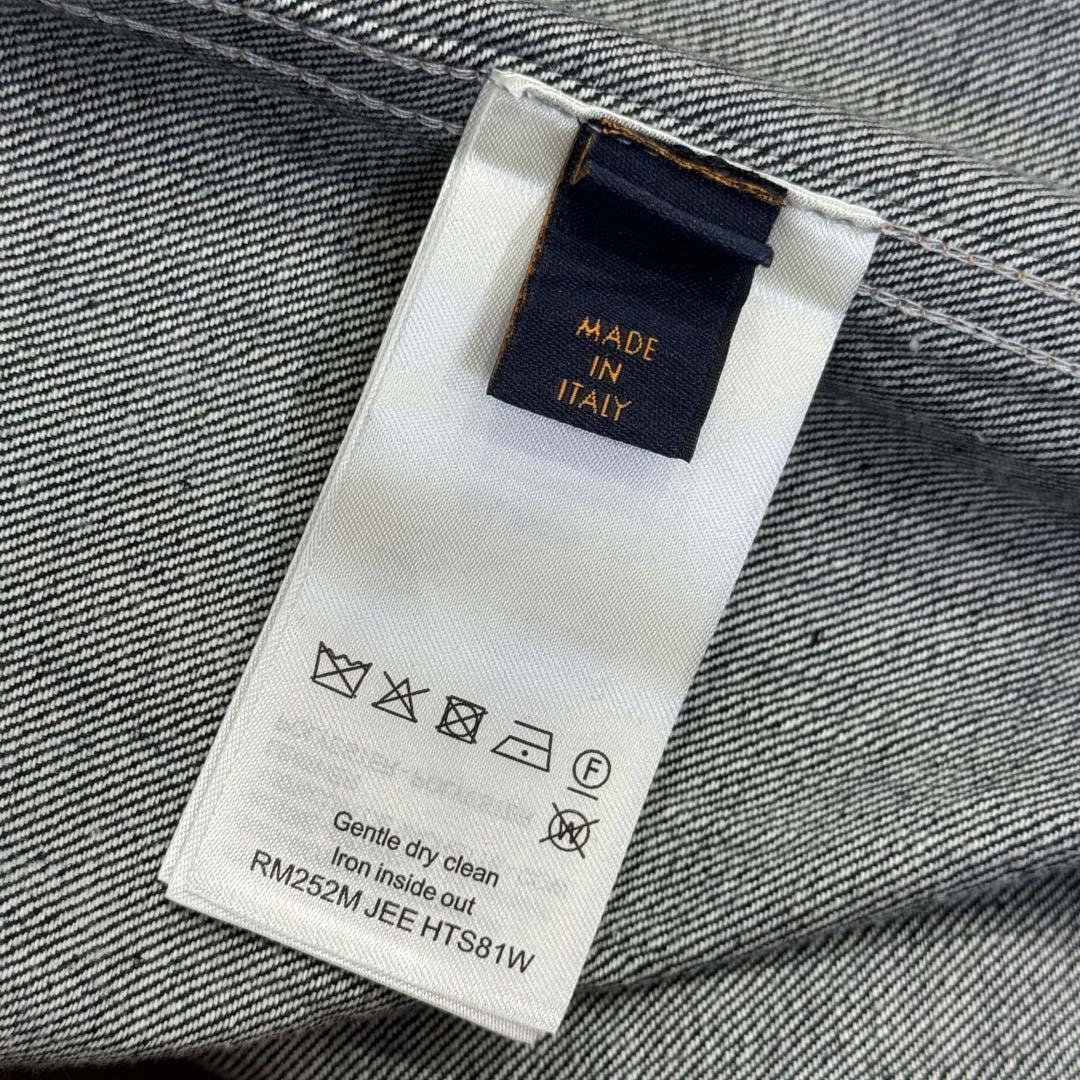 MADE
IN
ITALY
F
W
Gentle dry clean
Iron inside out
RM252M JEE HTS81W